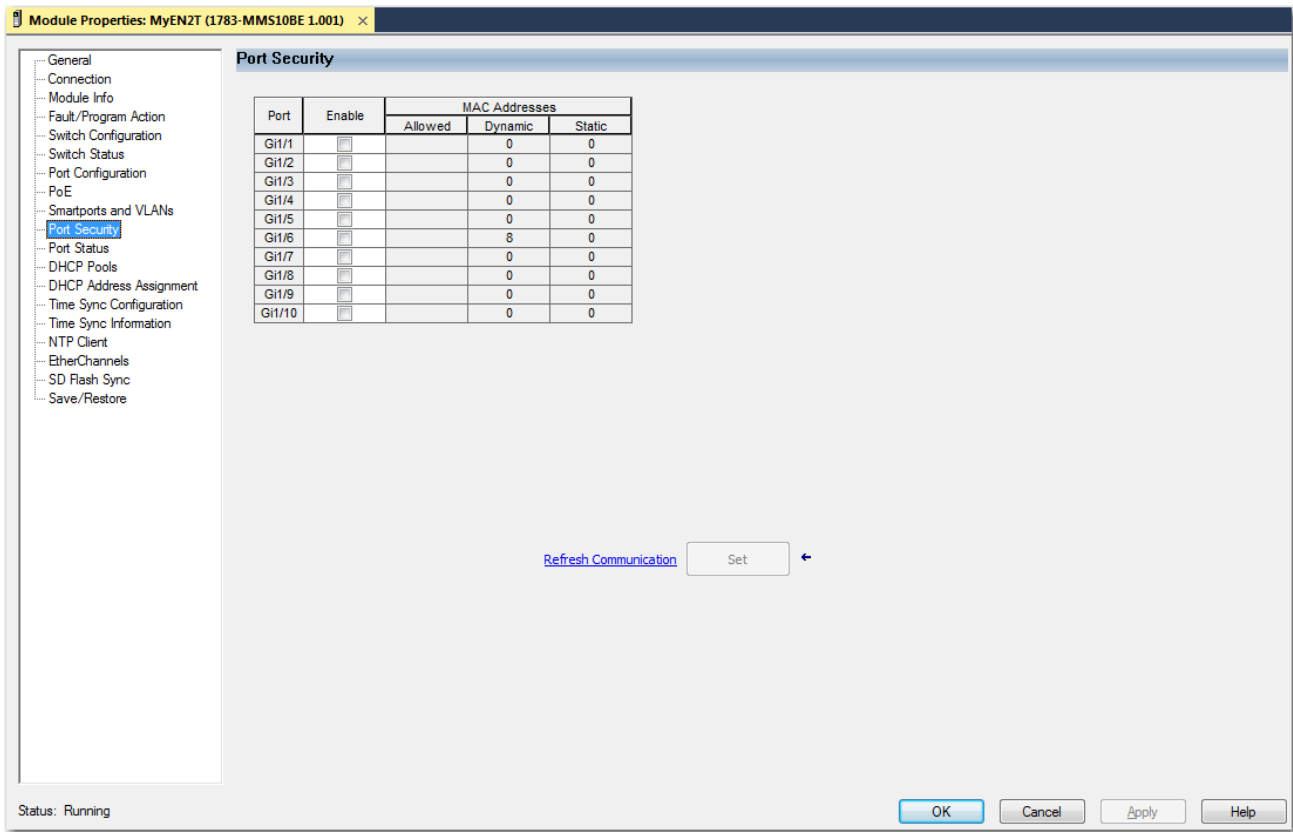 Module Properties: MyEN2T (1783-MMS10BE 1.001) ×
General
Connection
Module Info
Fault/Program Action
Switch Configuration
Switch Status
Port Configuration
PoE
Smartports and VLANs
Port Security
Port Status
DHCP Pools
DHCP Address Assignment
Time Sync Configuration
Time Sync Information
NTP Client
EtherChannels
SD Flash Sync
Save/Restore
Port Security
Port Enable MAC Addresses
Allowed Dynamic Static
Gi1/1 0 0
Gi1/2 0 0
Gi1/3 0 0
Gi1/4 0 0
Gi1/5 0 0
Gi1/6 8 0
Gi1/7 0 0
Gi1/8 0 0
Gi1/9 0 0
Gi1/10 0 0
Refresh Communication Set ←
Status: Running OK Cancel Apply Help